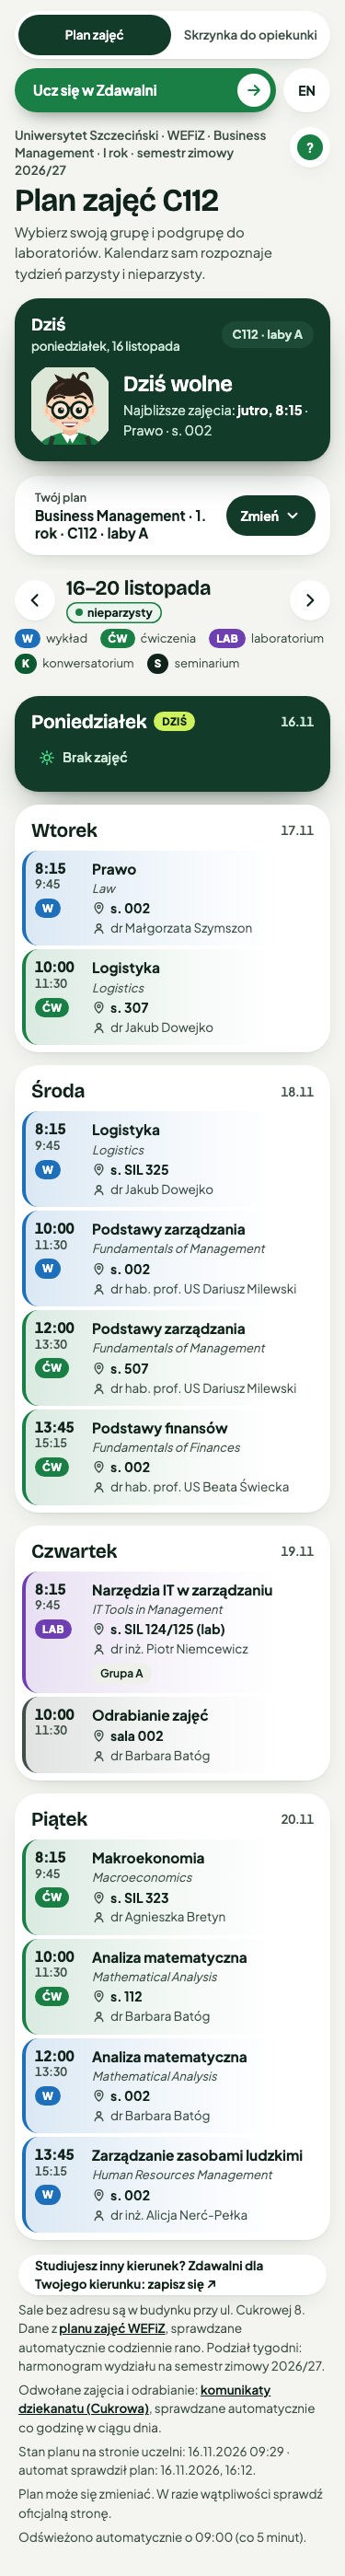 Plan zajęć
Skrzynka do opiekunki
Ucz się w Zdawalni
EN
Uniwersytet Szczeciński · WEFiZ · Business
Management · I rok · semestr zimowy
2026/27
?
Plan zajęć C112
Wybierz swoją grupę i podgrupę do
laboratoriów. Kalendarz sam rozpoznaje
tydzień parzysty i nieparzysty.
Dziś
poniedziałek, 16 listopada
C112 · laby A
Dziś wolne
Najbliższe zajęcia: jutro, 8:15 ·
Prawo · s. 002
Twój plan
Business Management · 1.
rok · C112 · laby A
Zmień
16–20 listopada
nieparzysty
W wykład ĆW ćwiczenia LAB laboratorium
K konwersatorium S seminarium
Poniedziałek DZIŚ 16.11
Brak zajęć
Wtorek 17.11
8:15 Prawo
9:45 Law
W s. 002
dr Małgorzata Szymszon
10:00 Logistyka
11:30 Logistics
ĆW s. 307
dr Jakub Dowejko
Środa 18.11
8:15 Logistyka
9:45 Logistics
W s. SIL 325
dr Jakub Dowejko
10:00 Podstawy zarządzania
11:30 Fundamentals of Management
W s. 002
dr hab. prof. US Dariusz Milewski
12:00 Podstawy zarządzania
13:30 Fundamentals of Management
ĆW s. 507
dr hab. prof. US Dariusz Milewski
13:45 Podstawy finansów
15:15 Fundamentals of Finances
ĆW s. 002
dr hab. prof. US Beata Świecka
Czwartek 19.11
8:15 Narzędzia IT w zarządzaniu
9:45 IT Tools in Management
LAB s. SIL 124/125 (lab)
dr inż. Piotr Niemcewicz
Grupa A
10:00 Odrabianie zajęć
11:30 sala 002
dr Barbara Batóg
Piątek 20.11
8:15 Makroekonomia
9:45 Macroeconomics
ĆW s. SIL 323
dr Agnieszka Bretyn
10:00 Analiza matematyczna
11:30 Mathematical Analysis
ĆW s. 112
dr Barbara Batóg
12:00 Analiza matematyczna
13:30 Mathematical Analysis
W s. 002
dr Barbara Batóg
13:45 Zarządzanie zasobami ludzkimi
15:15 Human Resources Management
W s. 002
dr inż. Alicja Nerć-Pełka
Studiujesz inny kierunek? Zdawalni dla
Twojego kierunku: zapisz się ↗
Sale bez adresu są w budynku przy ul. Cukrowej 8.
Dane z planu zajęć WEFiZ, sprawdzane
automatycznie codziennie rano. Podział tygodni:
harmonogram wydziału na semestr zimowy 2026/27.
Odwołane zajęcia i odrabianie: komunikaty
dziekanatu (Cukrowa), sprawdzane automatycznie
co godzinę w ciągu dnia.
Stan planu na stronie uczelni: 16.11.2026 09:29 ·
automat sprawdził plan: 16.11.2026, 16:12.
Plan może się zmieniać. W razie wątpliwości sprawdź
oficjalną stronę.
Odświeżono automatycznie o 09:00 (co 5 minut).